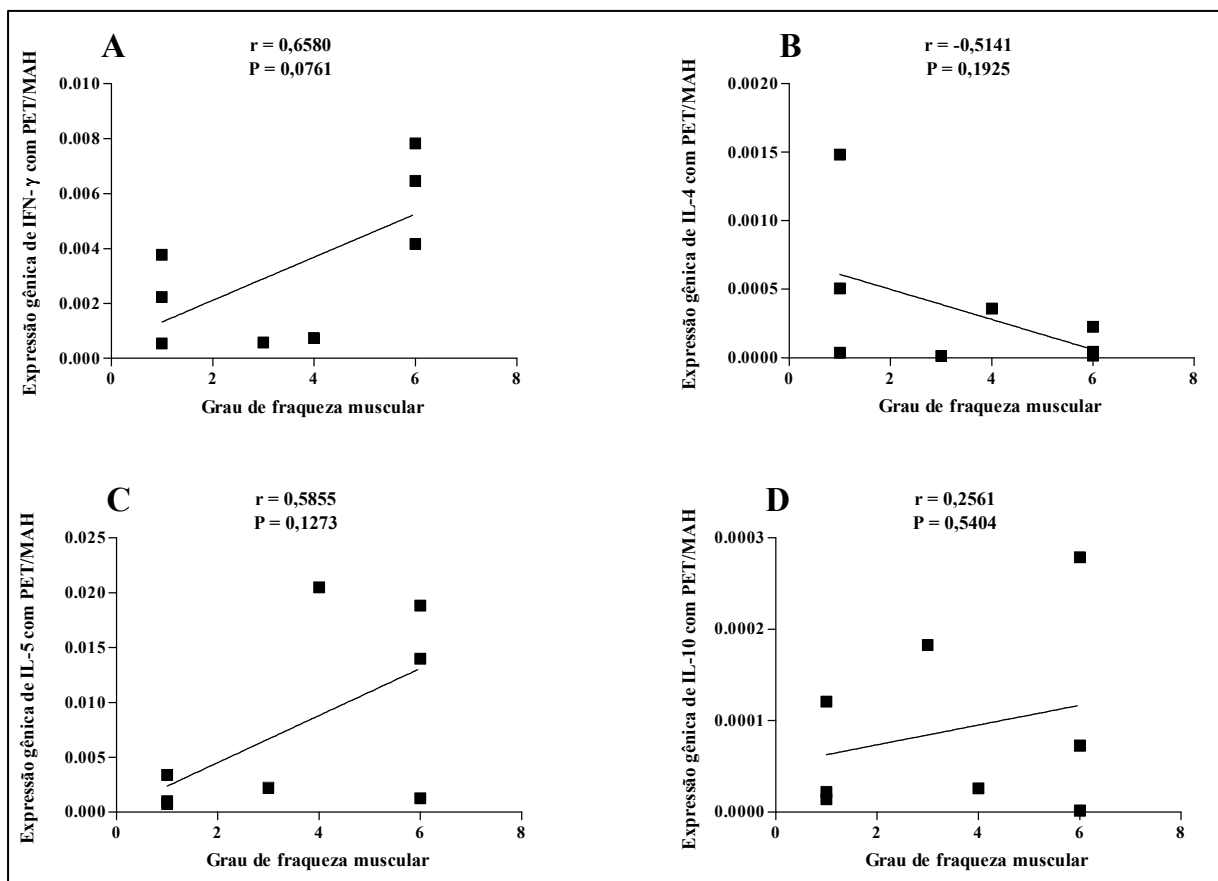 A
r = 0,6580
P = 0,0761
Expressão gênica de IFN- γ com PET/MAH
0.010
0.008
0.006
0.004
0.002
0.000
0 2 4 6 8
Grau de fraqueza muscular
B
r = -0,5141
P = 0,1925
Expressão gênica de IL-4 com PET/MAH
0.0020
0.0015
0.0010
0.0005
0.0000
0 2 4 6 8
Grau de fraqueza muscular
C
r = 0,5855
P = 0,1273
Expressão gênica de IL-5 com PET/MAH
0.025
0.020
0.015
0.010
0.005
0.000
0 2 4 6 8
Grau de fraqueza muscular
D
r = 0,2561
P = 0,5404
Expressão gênica de IL-10 com PET/MAH
0.0003
0.0002
0.0001
0.0000
0 2 4 6 8
Grau de fraqueza muscular